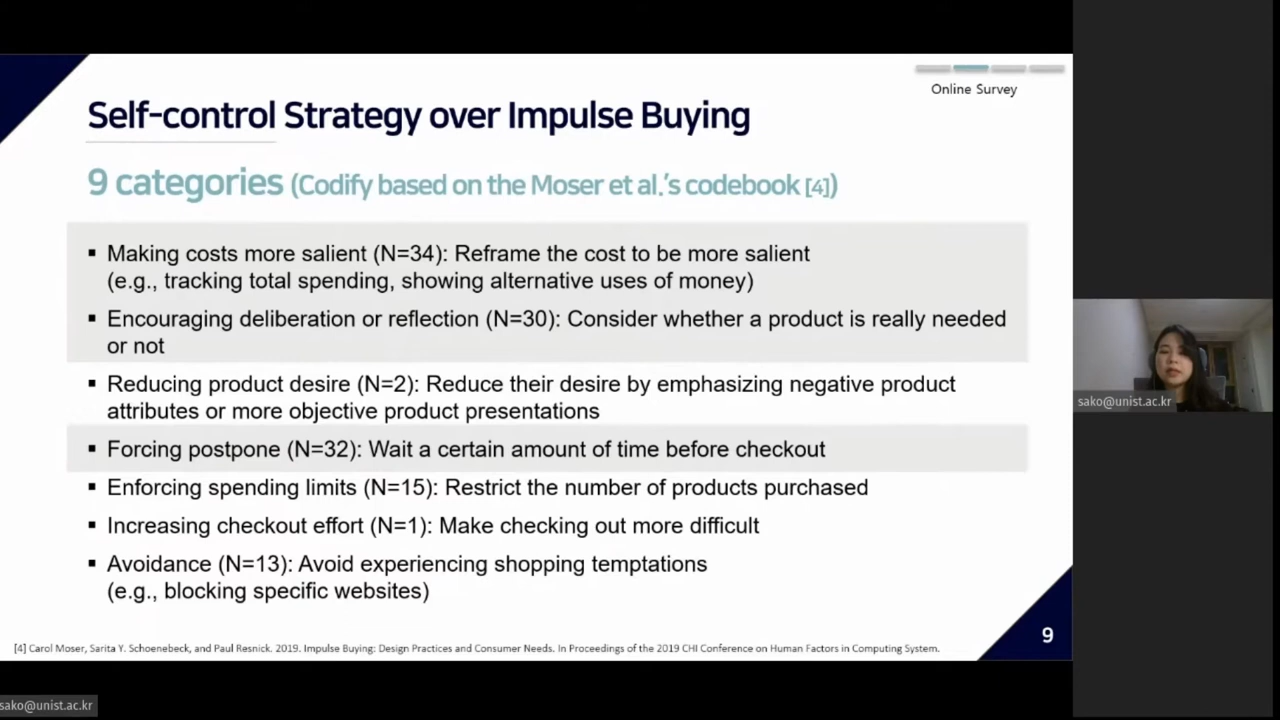 Online Survey
Self-control Strategy over Impulse Buying
9 categories (Codify based on the Moser et al.'s codebook [4])
▪ Making costs more salient (N=34): Reframe the cost to be more salient
(e.g., tracking total spending, showing alternative uses of money)
▪ Encouraging deliberation or reflection (N=30): Consider whether a product is really needed
or not
▪ Reducing product desire (N=2): Reduce their desire by emphasizing negative product
attributes or more objective product presentations
▪ Forcing postpone (N=32): Wait a certain amount of time before checkout
▪ Enforcing spending limits (N=15): Restrict the number of products purchased
▪ Increasing checkout effort (N=1): Make checking out more difficult
▪ Avoidance (N=13): Avoid experiencing shopping temptations
(e.g., blocking specific websites)
9
[4] Carol Moser, Sarita Y. Schoenebeck, and Paul Resnick. 2019. Impulse Buying: Design Practices and Consumer Needs. In Proceedings of the 2019 CHI Conference on Human Factors in Computing System.
sako@unist.ac.kr
sako@unist.ac.kr